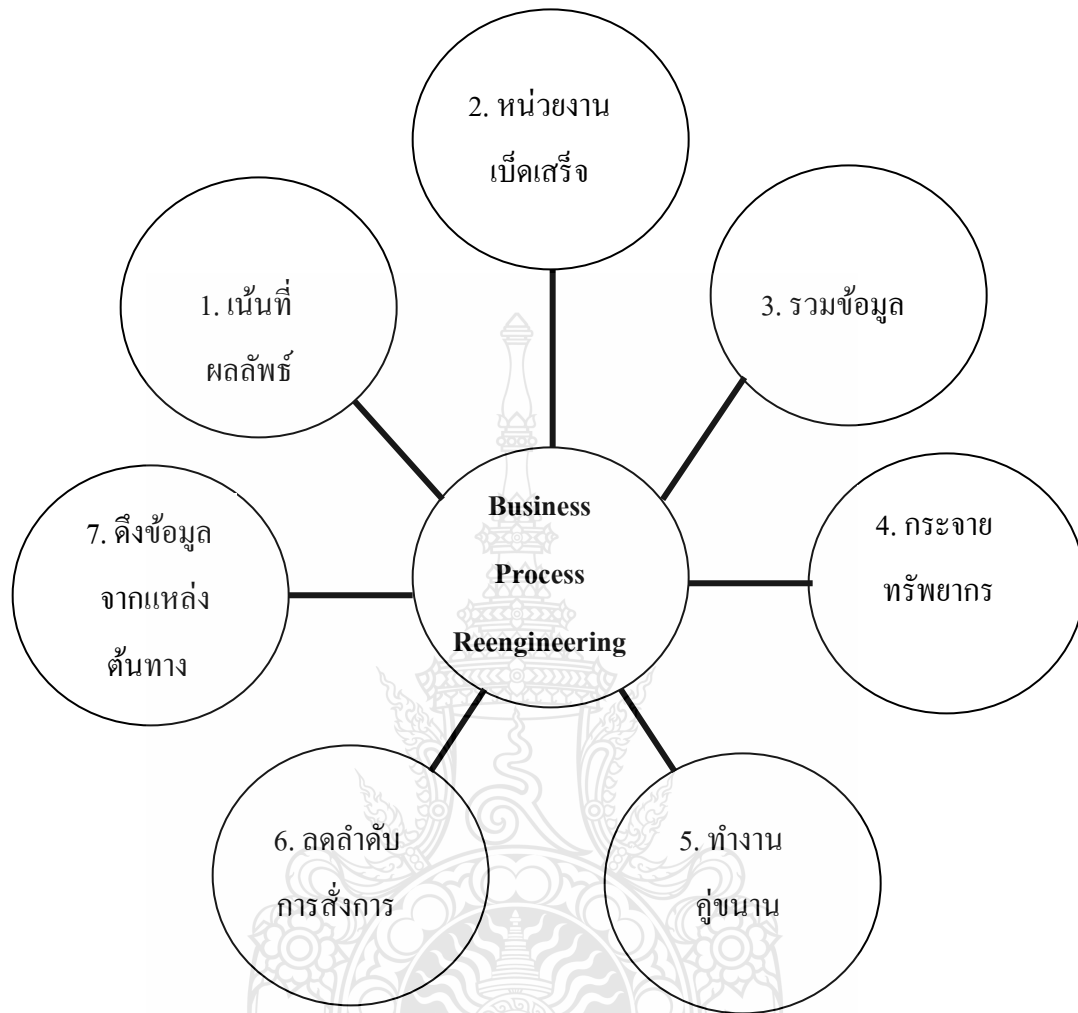 1. เน้นที่
ผลลัพธ์
2. หน่วยงาน
เบ็ดเสร็จ
3. รวมข้อมูล
4. กระจาย
ทรัพยากร
5. ทำงาน
คู่ขนาน
6. ลดลำดับ
การสั่งการ
7. ดึงข้อมูล
จากแหล่ง
ต้นทาง
Business
Process
Reengineering